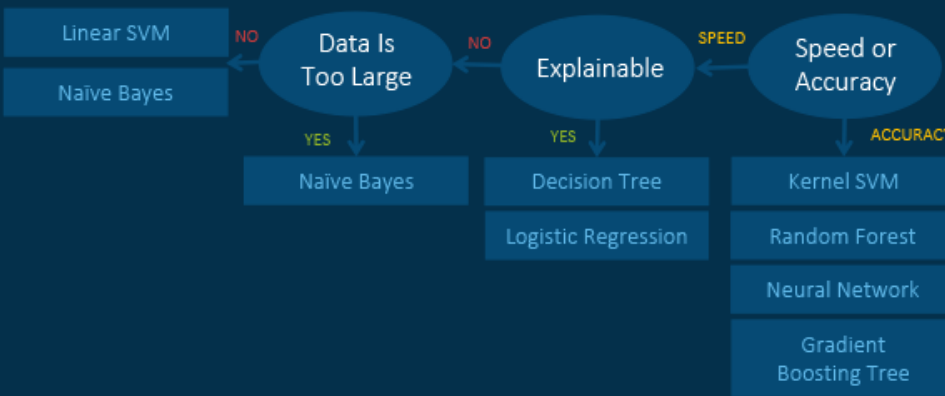 Linear SVM
Naïve Bayes
NO
Data Is
Too Large
YES
Naïve Bayes
NO
Explainable
YES
Decision Tree
Logistic Regression
SPEED
Speed or
Accuracy
ACCURACY
Kernel SVM
Random Forest
Neural Network
Gradient
Boosting Tree